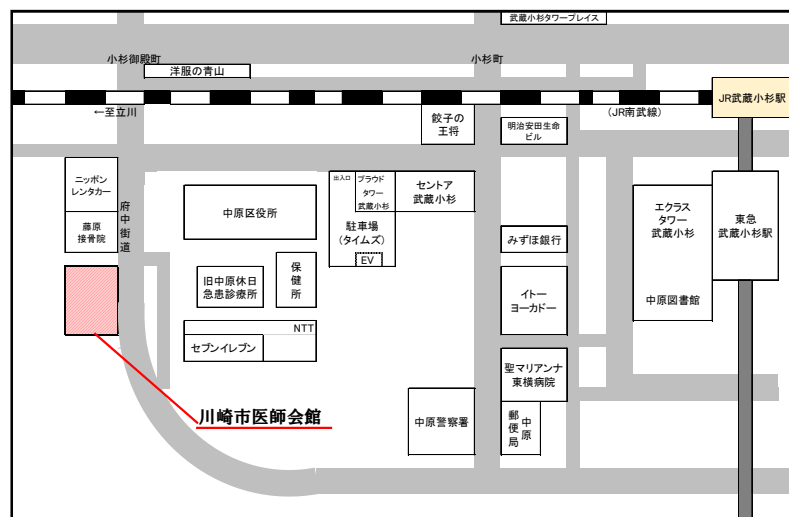 武蔵小杉タワープレイス
小杉御殿町
小杉町
洋服の青山
JR武蔵小杉駅
←至立川
(JR南武線)
餃子の
王将
明治安田生命
ビル
ニッポン
レンタカー
藤原
接骨院
府中街道
中原区役所
出入口
プラウド
タワー
武蔵小杉
セントア
武蔵小杉
駐車場
(タイムズ)
EV
みずほ銀行
エクラス
タワー
武蔵小杉
中原図書館
東急
武蔵小杉駅
旧中原休日
急患診療所
保健所
イトー
ヨーカドー
NTT
セブンイレブン
聖マリアンナ
東横病院
川崎市医師会館
中原警察署
中原
郵便局